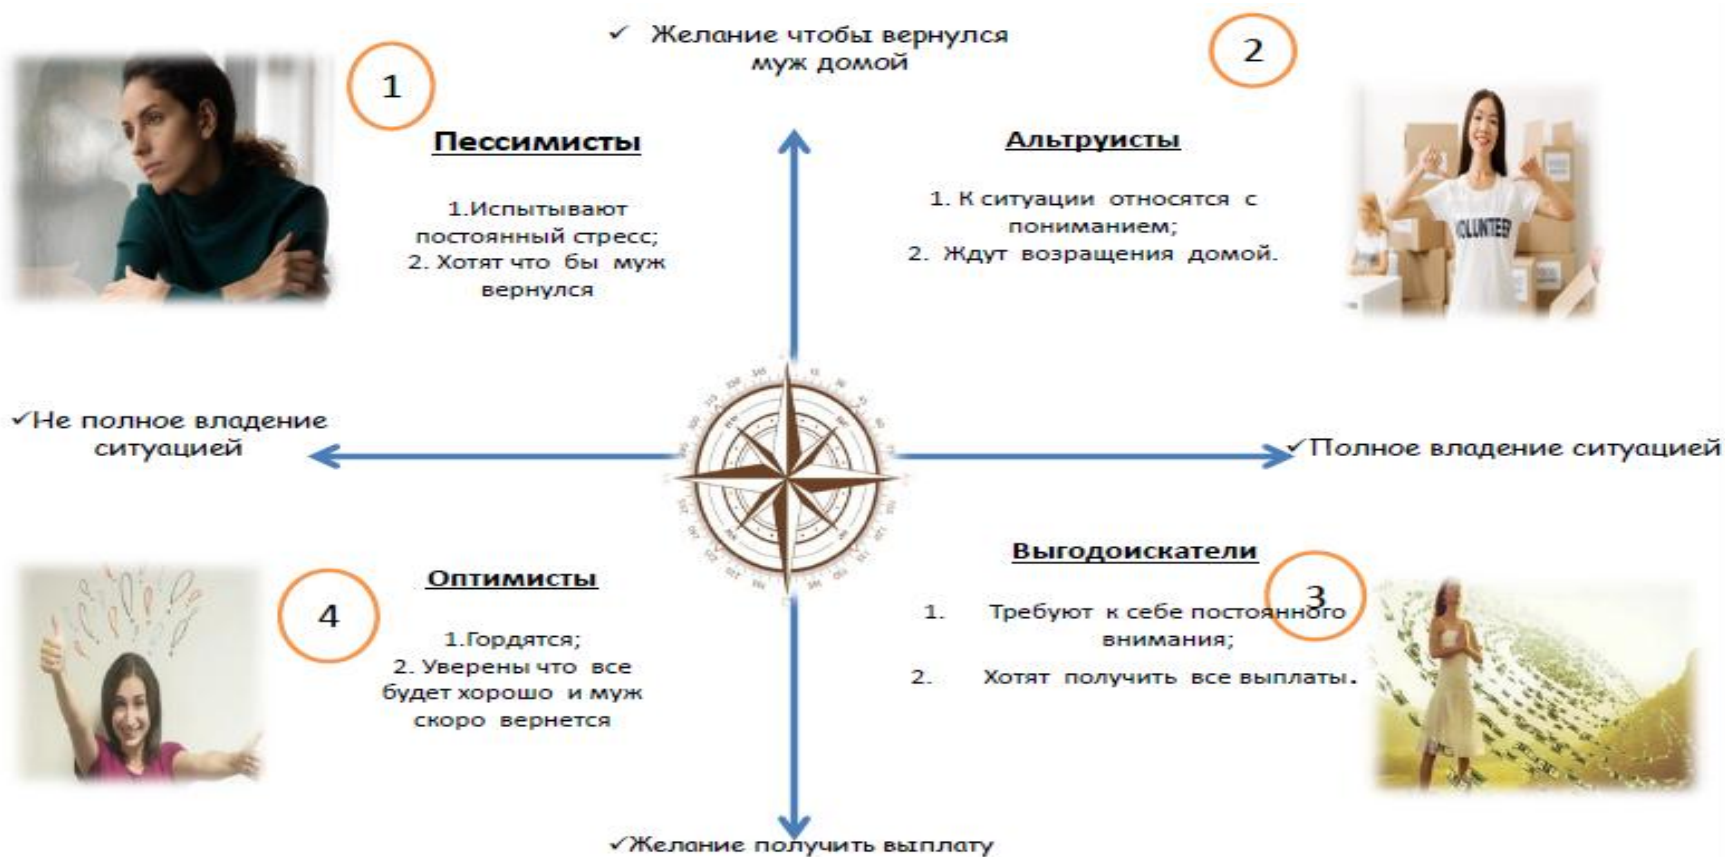 ✓ Желание чтобы вернулся
муж домой
1
2
Пессимисты
1.Испытывают
постоянный стресс;
2. Хотят что бы муж
вернулся
Альтруисты
1. К ситуации относятся с
пониманием;
2. Ждут возращения домой.
VOLUNTEER
✓Не полное владение
ситуацией
✓Полное владение ситуацией
4
Оптимисты
1.Гордятся;
2. Уверены что все
будет хорошо и муж
скоро вернется
Выгодоискатели
3
1. Требуют к себе постоянного
внимания;
2. Хотят получить все выплаты.
✓Желание получить выплату